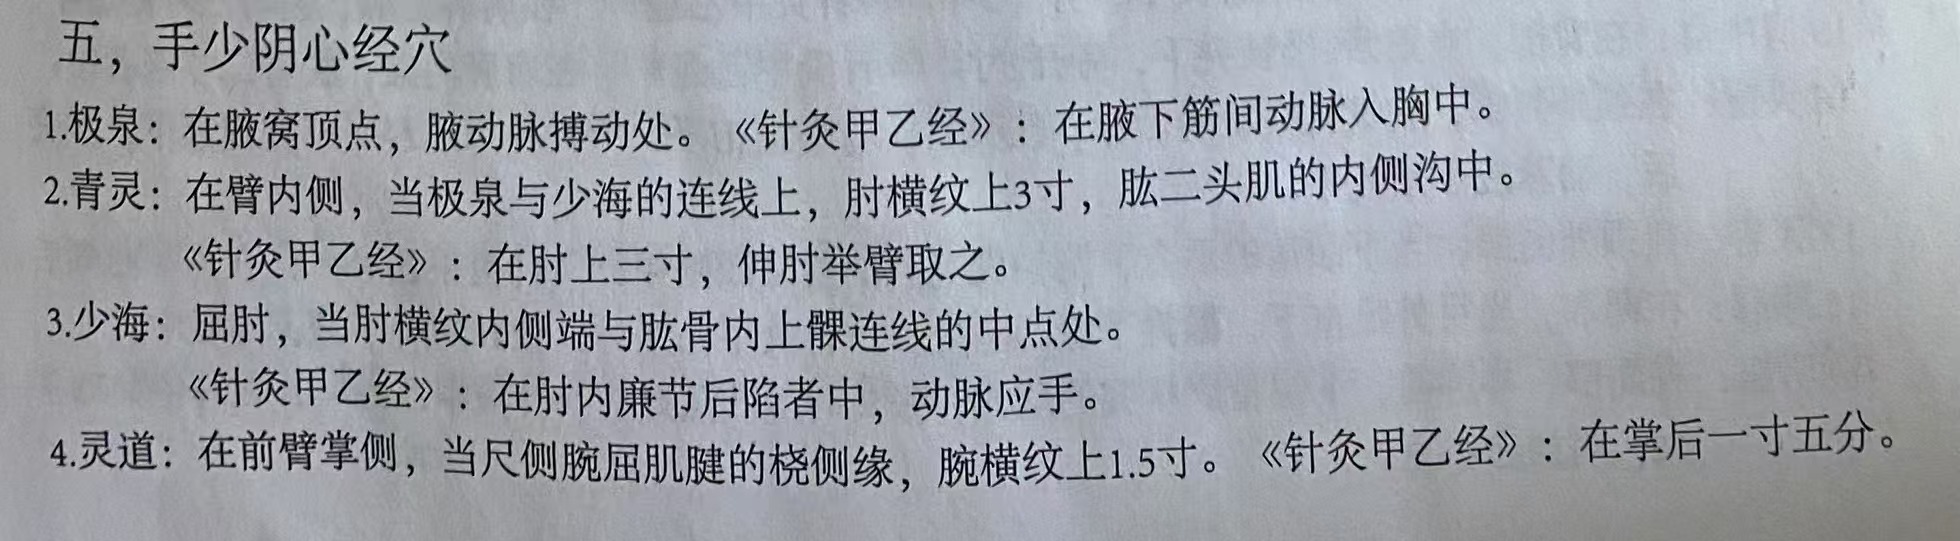 五，手少阴心经穴
1.极泉：在腋窝顶点，腋动脉搏动处。《针灸甲乙经》：在腋下筋间动脉入胸中。
2.青灵：在臂内侧，当极泉与少海的连线上，肘横纹上3寸，肱二头肌的内侧沟中。
《针灸甲乙经》：在肘上三寸，伸肘举臂取之。
3.少海：屈肘，当肘横纹内侧端与肱骨内上髁连线的中点处。
《针灸甲乙经》：在肘内廉节后陷者中，动脉应手。
4.灵道：在前臂掌侧，当尺侧腕屈肌腱的桡侧缘，腕横纹上1.5寸。《针灸甲乙经》：在掌后一寸五分。